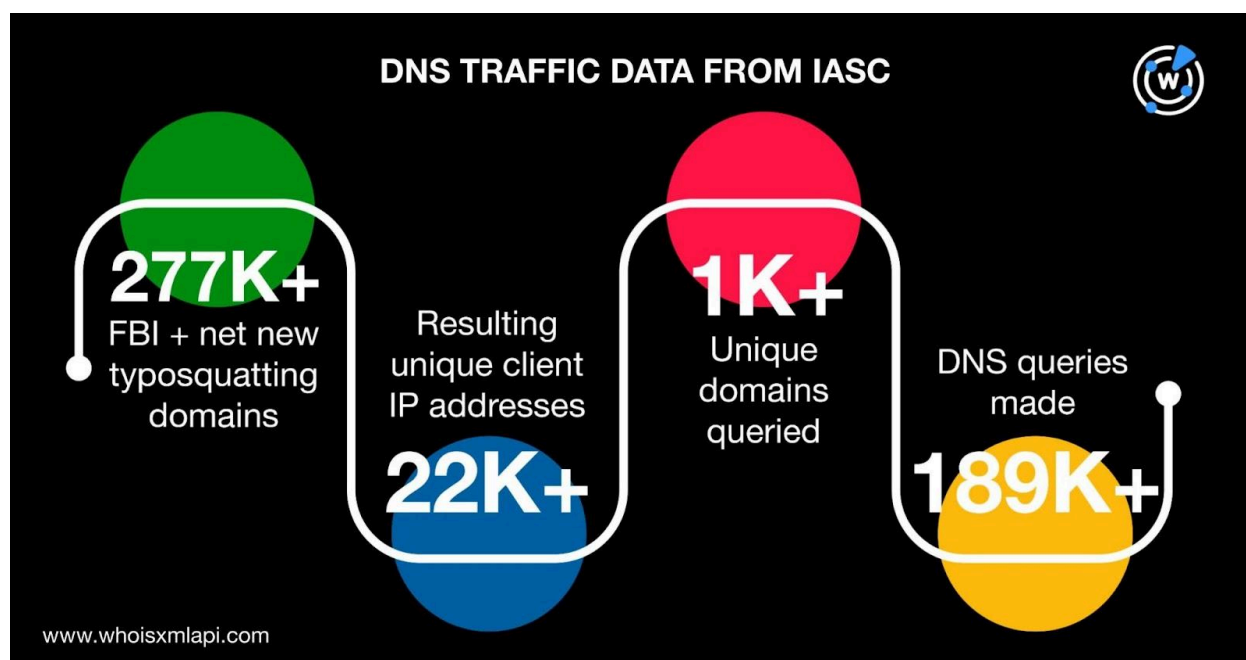 DNS TRAFFIC DATA FROM IASC
W
277K+
FBI + net new
typosquatting
domains
Resulting
unique client
IP addresses
22K+
1K+
Unique
domains
queried
DNS queries
made
189K+
www.whoisxmlapi.com